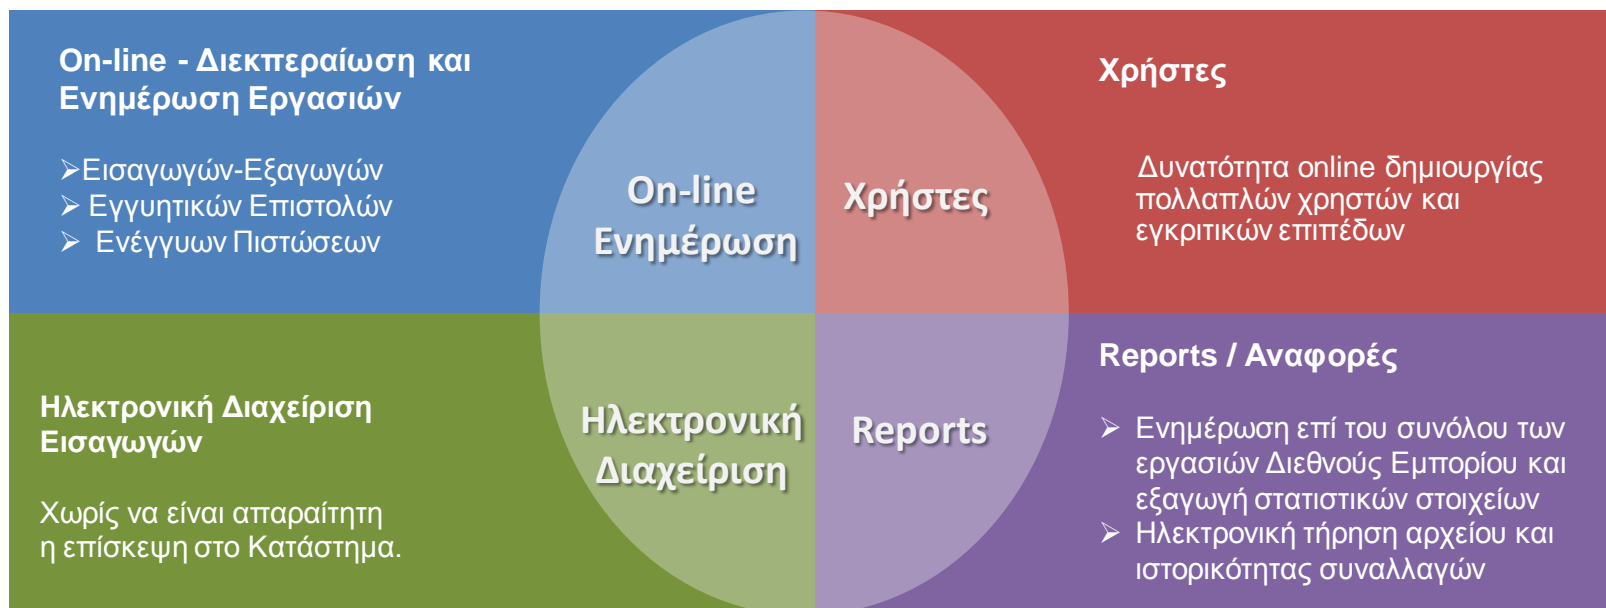 On-line - Διεκπεραίωση και
Ενημέρωση Εργασιών
➢Εισαγωγών-Εξαγωγών
➢ Εγγυητικών Επιστολών
➢ Ενέγγυων Πιστώσεων
On-line
Ενημέρωση
Χρήστες
Χρήστες
Δυνατότητα online δημιουργίας
πολλαπλών χρηστών και
εγκριτικών επιπέδων
Ηλεκτρονική Διαχείριση
Εισαγωγών
Χωρίς να είναι απαραίτητη
η επίσκεψη στο Κατάστημα.
Ηλεκτρονική
Διαχείριση
Reports
Reports / Αναφορές
➢ Ενημέρωση επί του συνόλου των
εργασιών Διεθνούς Εμπορίου και
εξαγωγή στατιστικών στοιχείων
➢ Ηλεκτρονική τήρηση αρχείου και
ιστορικότητας συναλλαγών